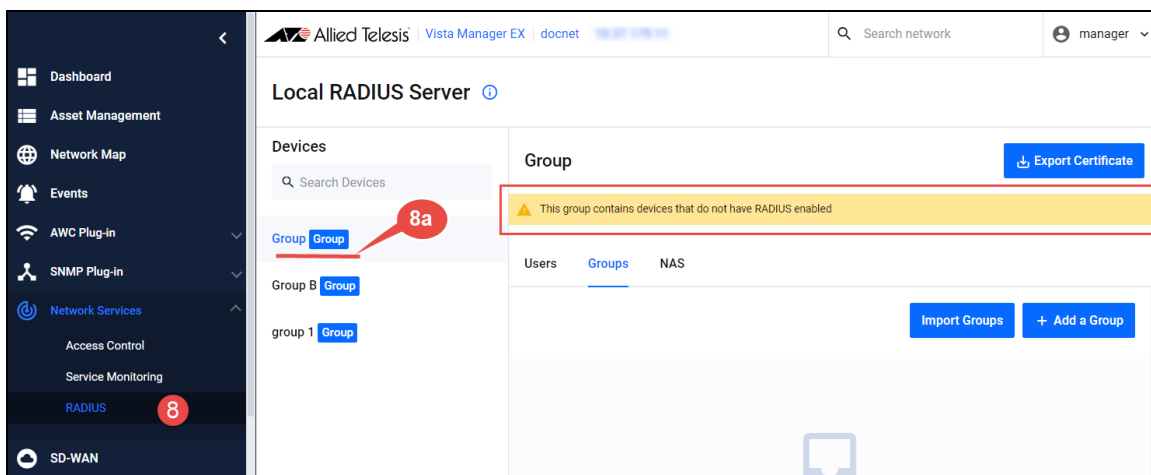 Allied Telesis Vista Manager EX docnet
Search network
manager
Dashboard
Asset Management
Network Map
Events
AWC Plug-in
SNMP Plug-in
Network Services
Access Control
Service Monitoring
RADIUS 8
SD-WAN
Local RADIUS Server
Devices
Search Devices
8a
Group Group
Group B Group
group 1 Group
Group
Export Certificate
This group contains devices that do not have RADIUS enabled
Users Groups NAS
Import Groups + Add a Group